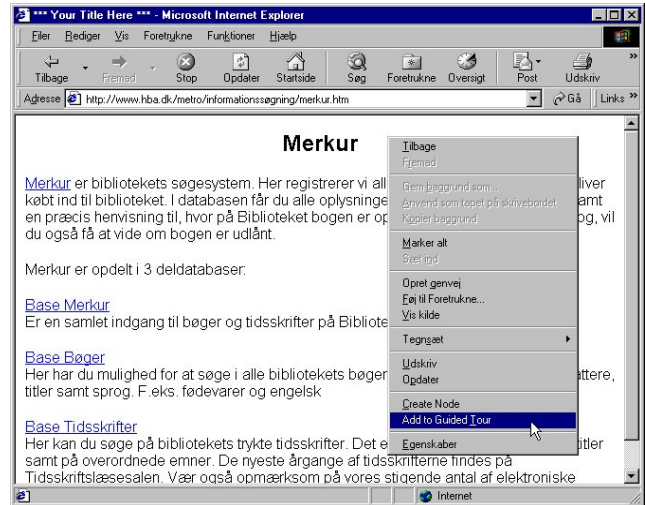 *** Your Title Here *** - Microsoft Internet Explorer
Filer Rediger Vis Foretrukne Funktioner Hjælp
Tilbage Fremad Stop Opdater Startside Søg Foretrukne Oversigt Post Udskriv »
Adresse http://www.hba.dk/metro/informationssøgning/merkur.htm Gå Links »
Merkur
Merkur er bibliotekets søgesystem. Her registrerer vi all liver
købt ind til biblioteket. I databasen får du alle oplysninge amt
en præcis henvisning til, hvor på Biblioteket bogen er op og, vil
du også få at vide om bogen er udlånt.
Merkur er opdelt i 3 deldatabaser:
Base Merkur
Er en samlet indgang til bøger og tidsskrifter på Bibliote
Base Bøger
Her har du mulighed for at søge i alle bibliotekets bøger attere,
titler samt sprog. F.eks. fødevarer og engelsk
Base Tidsskrifter
Her kan du søge på bibliotekets trykte tidsskrifter. Det e titler
samt på overordnede emner. De nyeste årgange af tidsskrifterne findes på
Tidsskriftslæsesalen. Vær også opmærksom på vores stigende antal af elektroniske
Tilbage
Fremad
Gem baggrund som...
Anvend som tapet på skrivebordet
Kopier baggrund
Marker alt
Sæt ind
Opret genvej
Føj til Foretrukne...
Vis kilde
Tegnsæt
Udskriv
Opdater
Create Node
Add to Guided Tour
Egenskaber
Internet